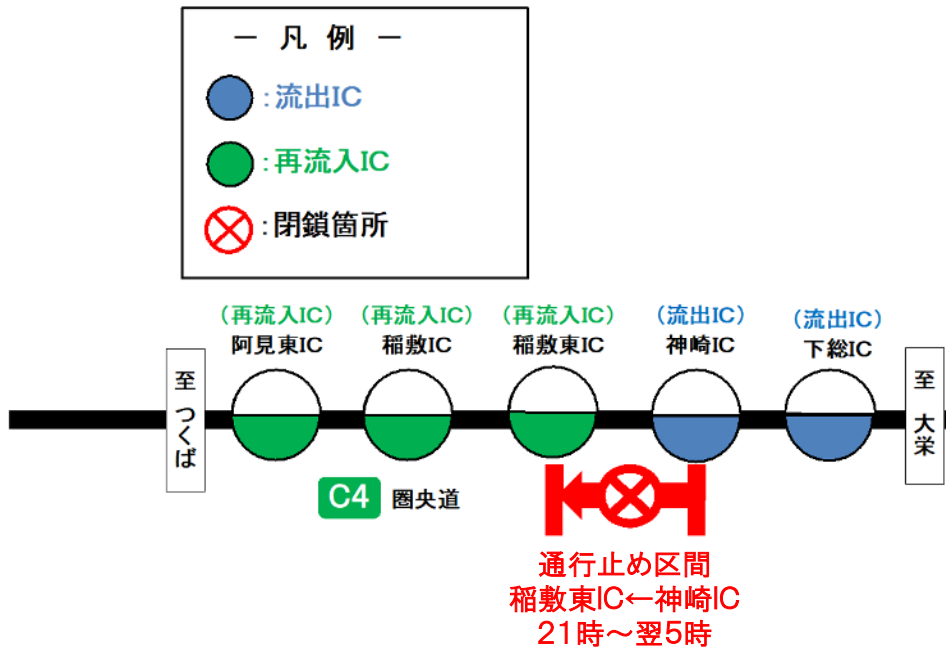 － 凡 例 －
：流出IC
：再流入IC
：閉鎖箇所
（再流入IC） （再流入IC） （再流入IC） （流出IC） （流出IC）
阿見東IC 稲敷IC 稲敷東IC 神崎IC 下総IC
至 つくば
至 大栄
C4 圏央道
通行止め区間
稲敷東IC←神崎IC
21時～翌5時